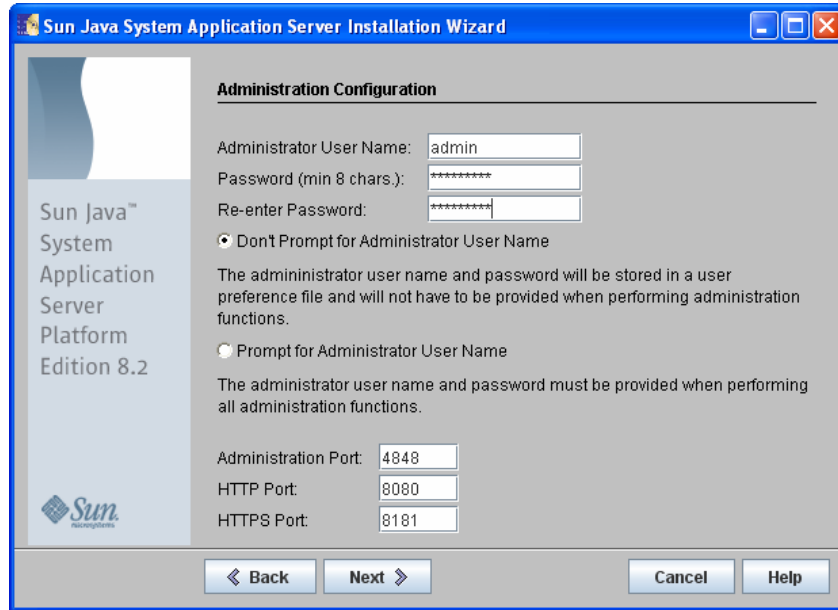 Sun Java System Application Server Installation Wizard
Administration Configuration
Administrator User Name: admin
Password (min 8 chars.): *********
Re-enter Password: *********
Don't Prompt for Administrator User Name
The admininistrator user name and password will be stored in a user
preference file and will not have to be provided when performing administration
functions.
Prompt for Administrator User Name
The administrator user name and password must be provided when performing
all administration functions.
Administration Port: 4848
HTTP Port: 8080
HTTPS Port: 8181
Sun Java™
System
Application
Server
Platform
Edition 8.2
Sun
microsystems
Back Next Cancel Help